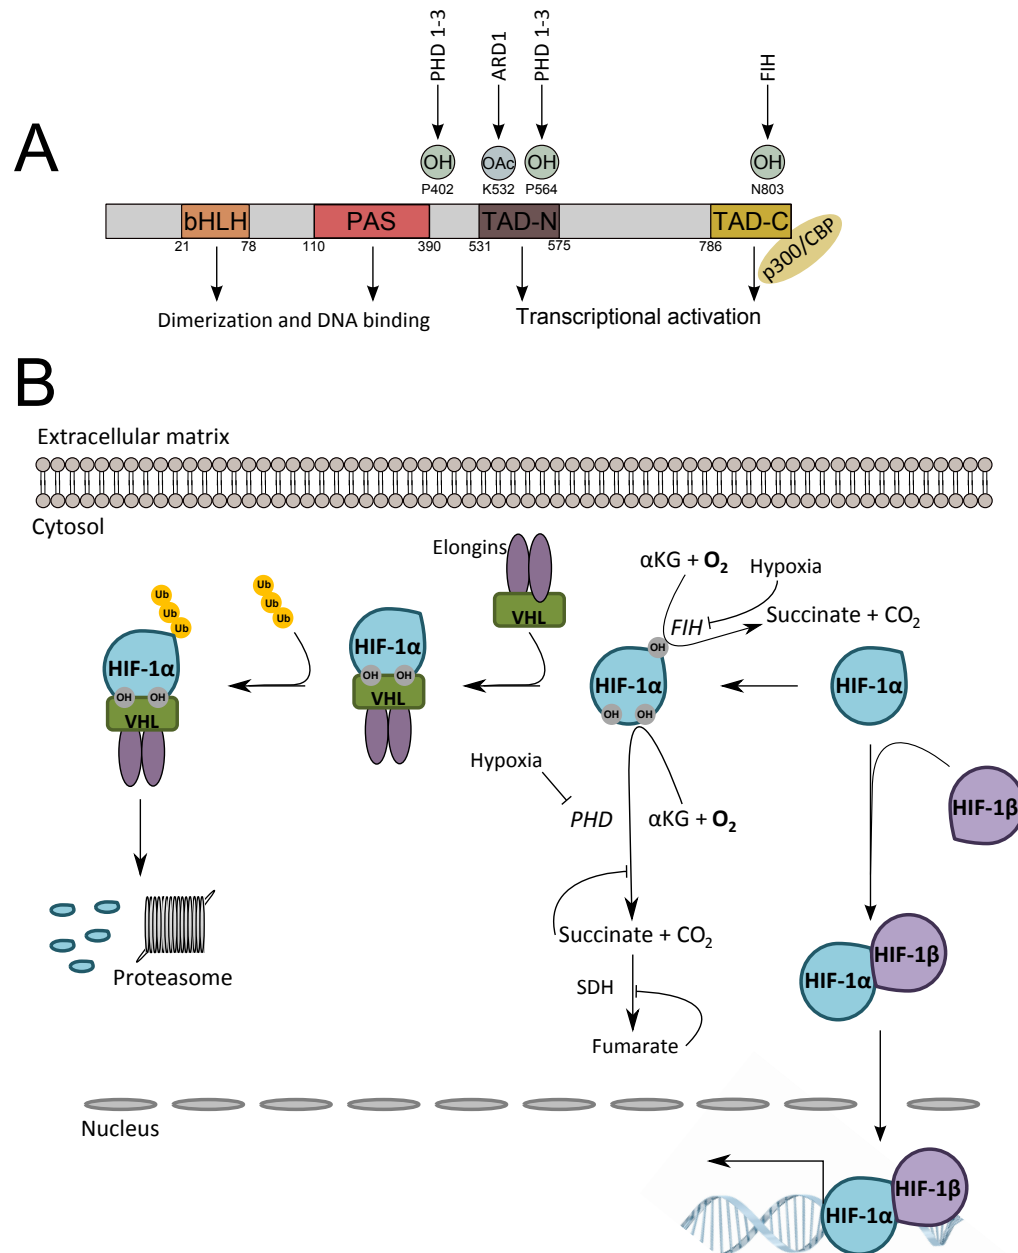 A
PHD 1-3
ARD1
PHD 1-3
FIH
OH
OAc
OH
OH
P402
K532
P564
N803
bHLH
PAS
TAD-N
TAD-C
p300/CBP
21
78
110
390
531
575
786
Dimerization and DNA binding
Transcriptional activation
B
Extracellular matrix
Cytosol
Elongins
VHL
αKG + O₂
Hypoxia
FIH
Succinate + CO₂
Ub
Ub
Ub
HIF-1α
OH
OH
VHL
Ub
Ub
Ub
HIF-1α
OH
OH
VHL
OH
HIF-1α
OH
OH
HIF-1α
Hypoxia
PHD
αKG + O₂
HIF-1β
Proteasome
Succinate + CO₂
SDH
Fumarate
HIF-1α
HIF-1β
Nucleus
HIF-1α
HIF-1β